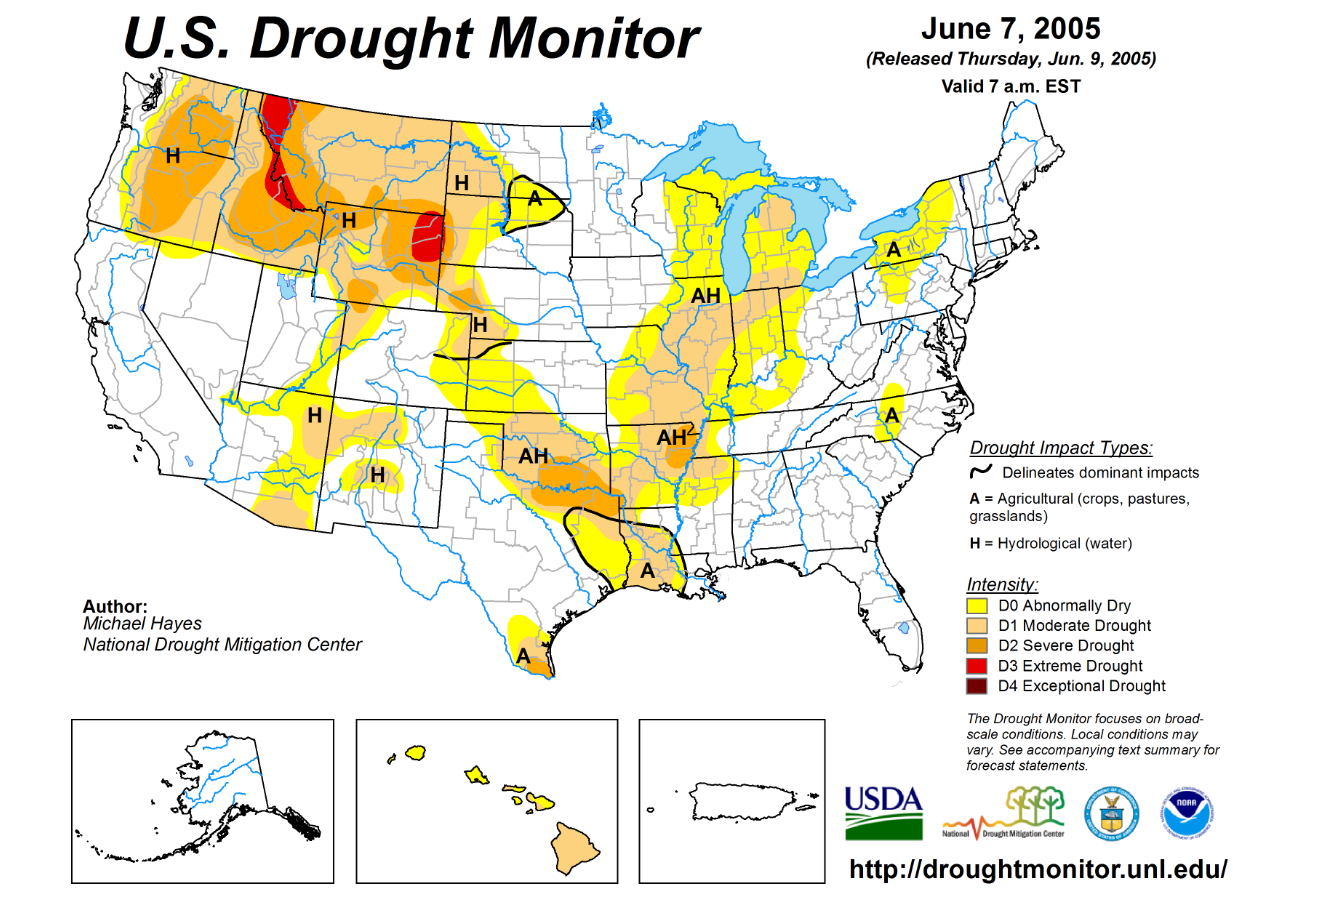 U.S. Drought Monitor
June 7, 2005
(Released Thursday, Jun. 9, 2005)
Valid 7 a.m. EST
H
H
H
A
A
AH
H
H
A
AH
AH
H
A
A
Drought Impact Types:
Delineates dominant impacts
A = Agricultural (crops, pastures,
grasslands)
H = Hydrological (water)
Intensity:
D0 Abnormally Dry
D1 Moderate Drought
D2 Severe Drought
D3 Extreme Drought
D4 Exceptional Drought
Author:
Michael Hayes
National Drought Mitigation Center
The Drought Monitor focuses on broad-
scale conditions. Local conditions may
vary. See accompanying text summary for
forecast statements.
USDA
National Drought Mitigation Center
NOAA
http://droughtmonitor.unl.edu/